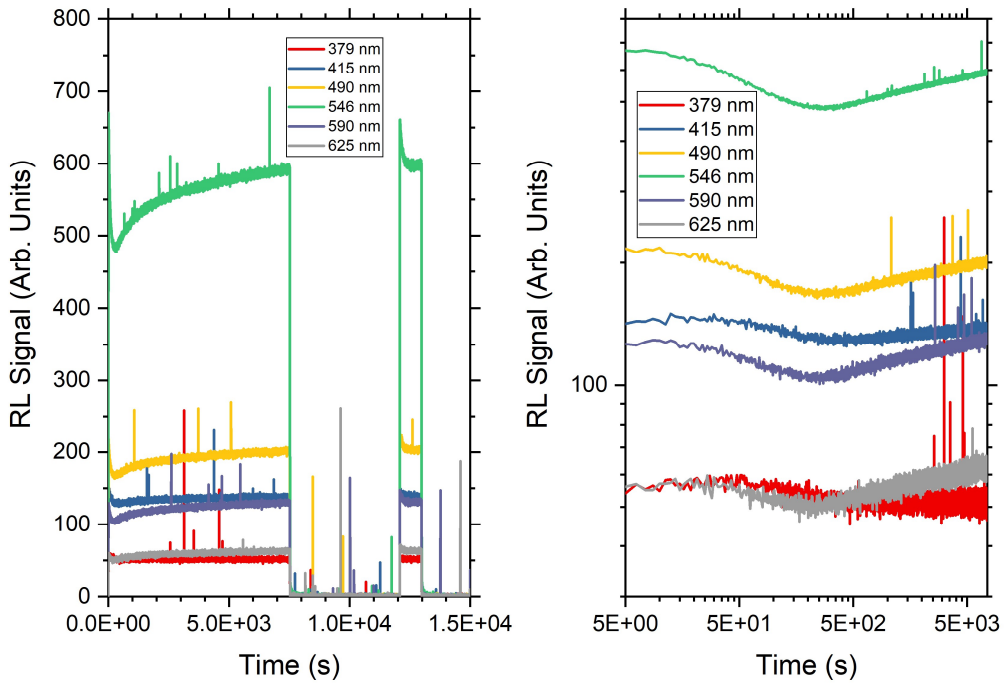 800
700
600
500
400
300
200
100
0
RL Signal (Arb. Units)
379 nm
415 nm
490 nm
546 nm
590 nm
625 nm
0.0E+00
5.0E+03
1.0E+04
1.5E+04
Time (s)
100
RL Signal (Arb. Units)
379 nm
415 nm
490 nm
546 nm
590 nm
625 nm
5E+00
5E+01
5E+02
5E+03
Time (s)